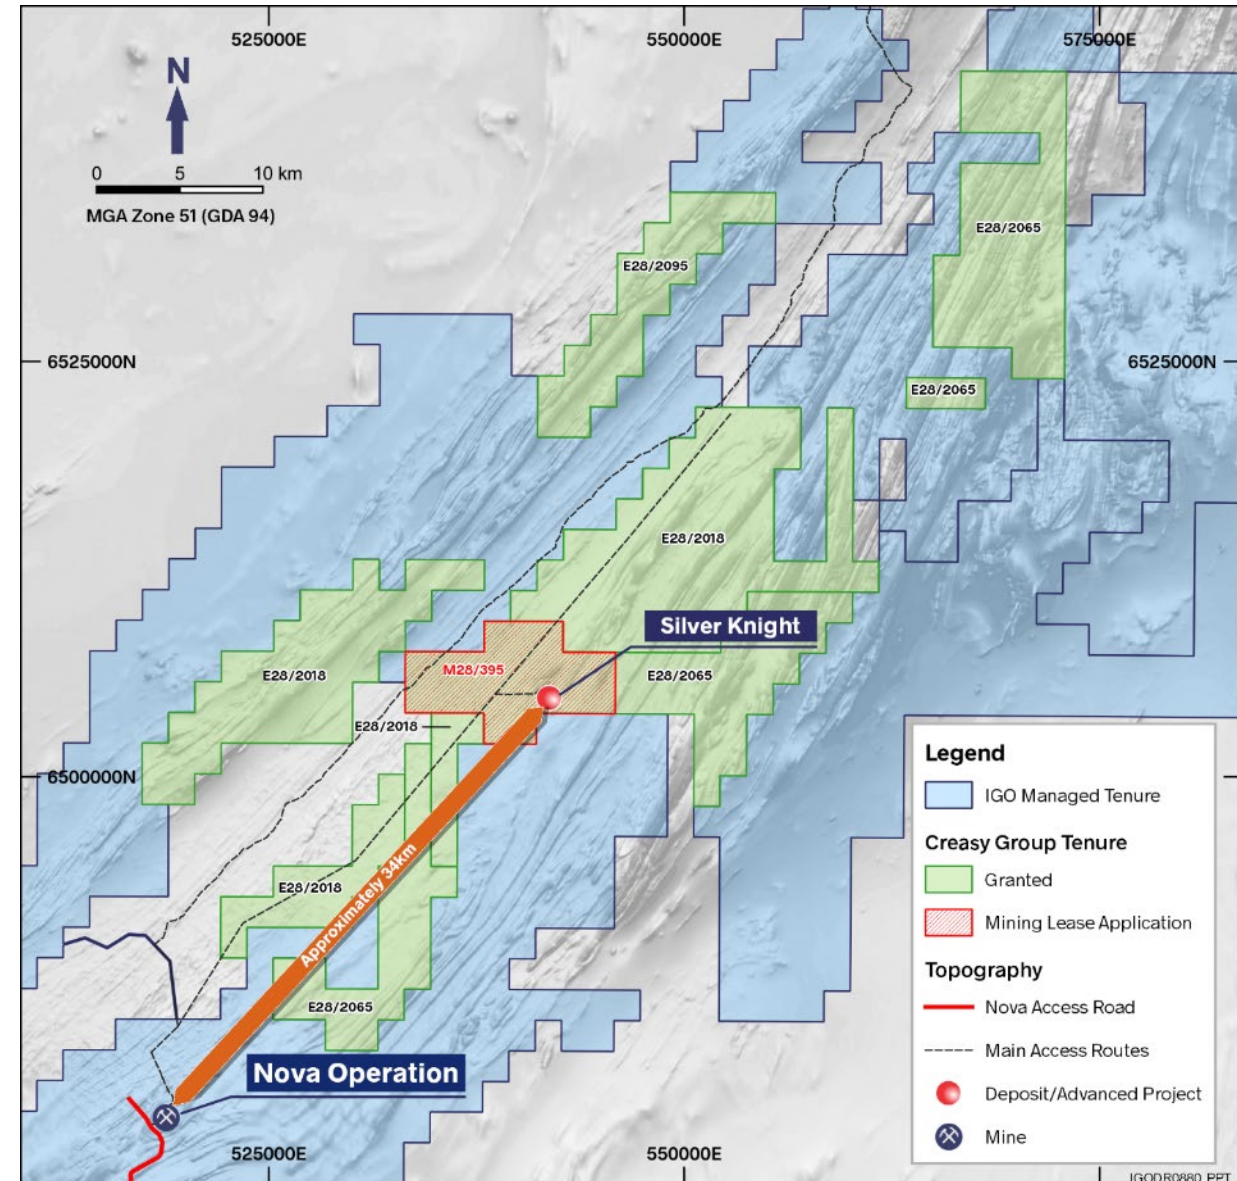 525000E
550000E
575000E
N
0 5 10 km
MGA Zone 51 (GDA 94)
E28/2065
E28/2095
6525000N
6525000N
E28/2065
E28/2018
Silver Knight
M28/395
E28/2018
E28/2065
E28/2018
6500000N
E28/2018
Approximately 34km
E28/2065
Nova Operation
525000E
550000E
Legend
IGO Managed Tenure
Creasy Group Tenure
Granted
Mining Lease Application
Topography
Nova Access Road
Main Access Routes
Deposit/Advanced Project
Mine
IGODR0880_PPT